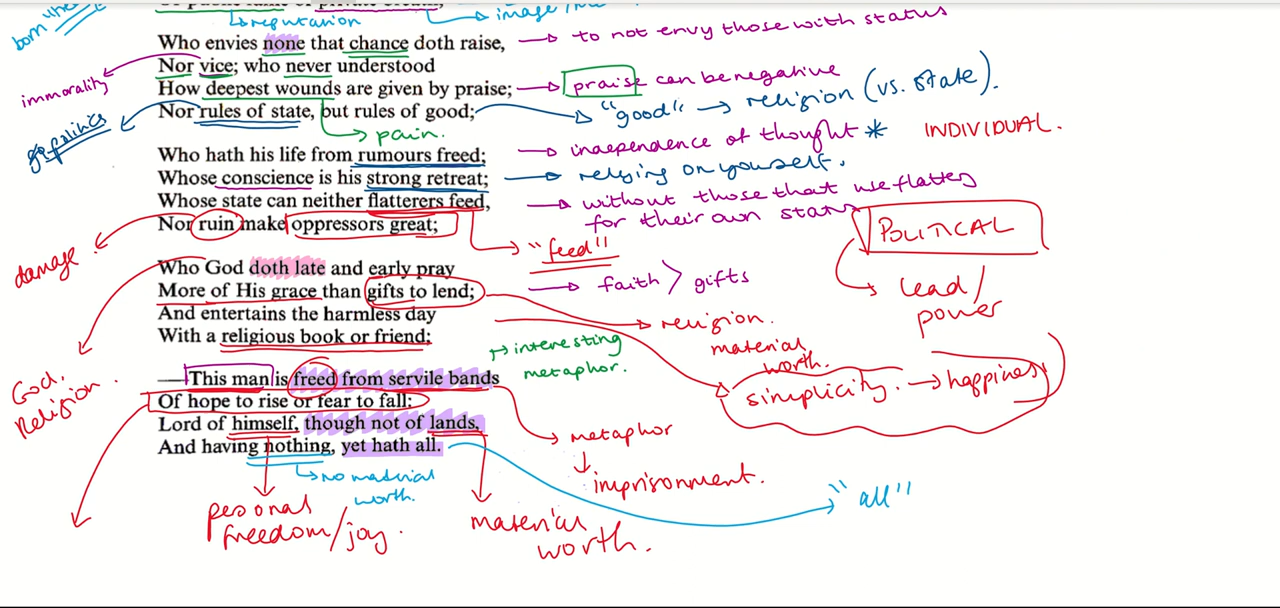 born
reputation
image
Who envies none that chance doth raise,
to not envy those with status
Nor vice; who never understood
immorality
How deepest wounds are given by praise;
praise can be negative
Nor rules of state, but rules of good;
"good" → religion (vs. state).
politics
pain.
Who hath his life from rumours freed;
independence of thought * INDIVIDUAL.
Whose conscience is his strong retreat;
relying on yourself.
Whose state can neither flatterers feed,
without those that use flattery
for their own status
Nor ruin make oppressors great;
damage.
"feed"
POLITICAL
lead/
power
Who God doth late and early pray
More of His grace than gifts to lend;
faith > gifts
And entertains the harmless day
religion.
With a religious book or friend;
material
worth.
God.
Religion.
interesting
metaphor.
simplicity. → happiness
—This man is freed from servile bands
Of hope to rise or fear to fall:
Lord of himself, though not of lands,
metaphor
And having nothing, yet hath all.
imprisonment.
no material
worth.
"all"
personal
freedom/joy.
material
worth.